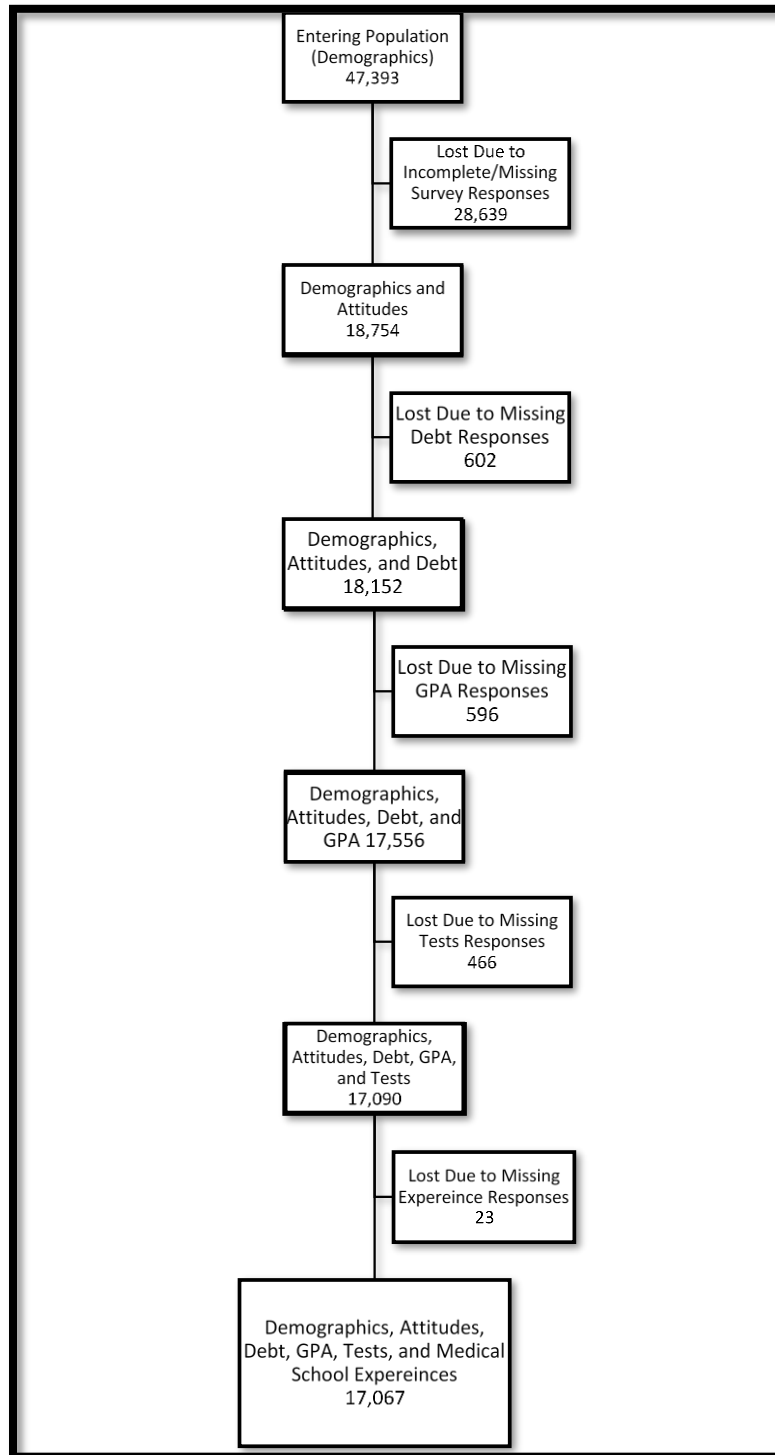 Entering Population
(Demographics)
47,393
Lost Due to
Incomplete/Missing
Survey Responses
28,639
Demographics and
Attitudes
18,754
Lost Due to Missing
Debt Responses
602
Demographics,
Attitudes, and Debt
18,152
Lost Due to Missing
GPA Responses
596
Demographics,
Attitudes, Debt, and
GPA 17,556
Lost Due to Missing
Tests Responses
466
Demographics,
Attitudes, Debt, GPA,
and Tests
17,090
Lost Due to Missing
Expereince Responses
23
Demographics, Attitudes,
Debt, GPA, Tests, and Medical
School Expereinces
17,067